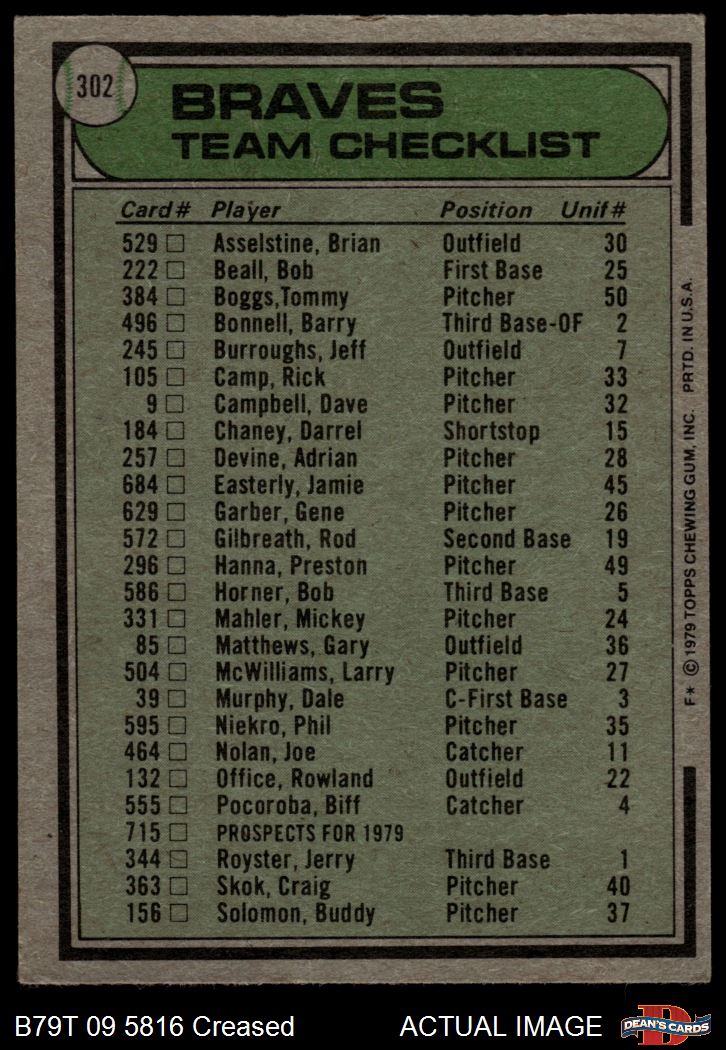 302
BRAVES
TEAM CHECKLIST
Card # Player Position Unif #
529 □ Asselstine, Brian Outfield 30
222 □ Beall, Bob First Base 25
384 □ Boggs,Tommy Pitcher 50
496 □ Bonnell, Barry Third Base-OF 2
245 □ Burroughs, Jeff Outfield 7
105 □ Camp, Rick Pitcher 33
9 □ Campbell, Dave Pitcher 32
184 □ Chaney, Darrel Shortstop 15
257 □ Devine, Adrian Pitcher 28
684 □ Easterly, Jamie Pitcher 45
629 □ Garber, Gene Pitcher 26
572 □ Gilbreath, Rod Second Base 19
296 □ Hanna, Preston Pitcher 49
586 □ Horner, Bob Third Base 5
331 □ Mahler, Mickey Pitcher 24
85 □ Matthews, Gary Outfield 36
504 □ McWilliams, Larry Pitcher 27
39 □ Murphy, Dale C-First Base 3
595 □ Niekro, Phil Pitcher 35
464 □ Nolan, Joe Catcher 11
132 □ Office, Rowland Outfield 22
555 □ Pocoroba, Biff Catcher 4
715 □ PROSPECTS FOR 1979
344 □ Royster, Jerry Third Base 1
363 □ Skok, Craig Pitcher 40
156 □ Solomon, Buddy Pitcher 37
F* © 1979 TOPPS CHEWING GUM, INC. PRTD. IN U.S.A.
B79T 09 5816 Creased ACTUAL IMAGE
D
DEAN'S CARDS